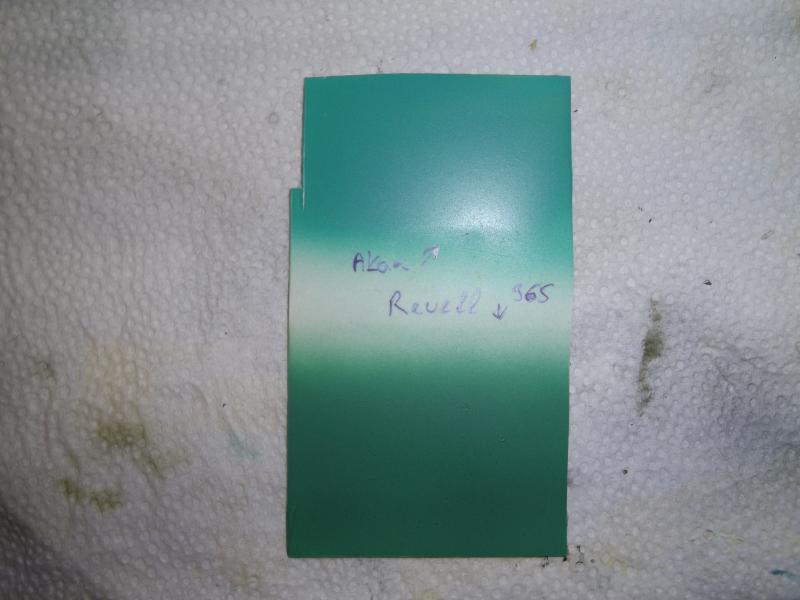 Akan ↗
Revell ↓ 365